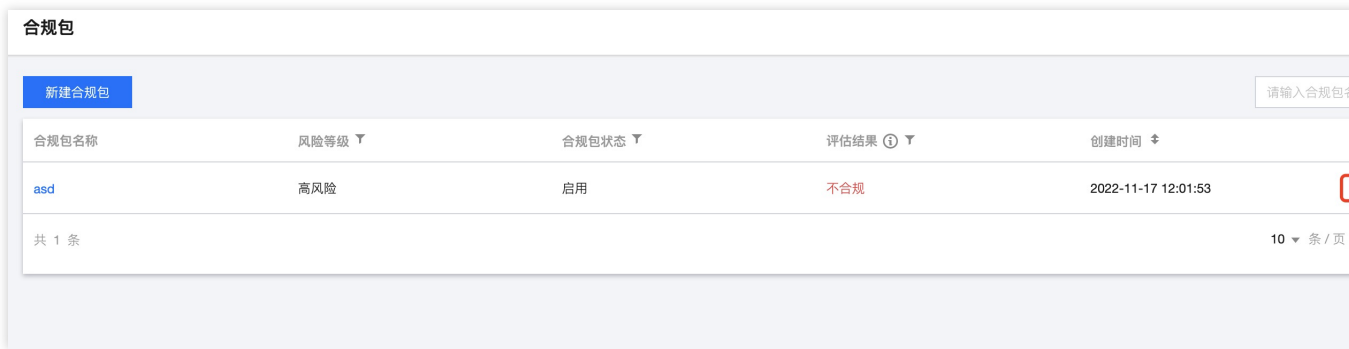 合规包
新建合规包
请输入合规包
合规包名称 风险等级 合规包状态 评估结果 创建时间
asd 高风险 启用 不合规 2022-11-17 12:01:53
共 1 条 10 条 / 页